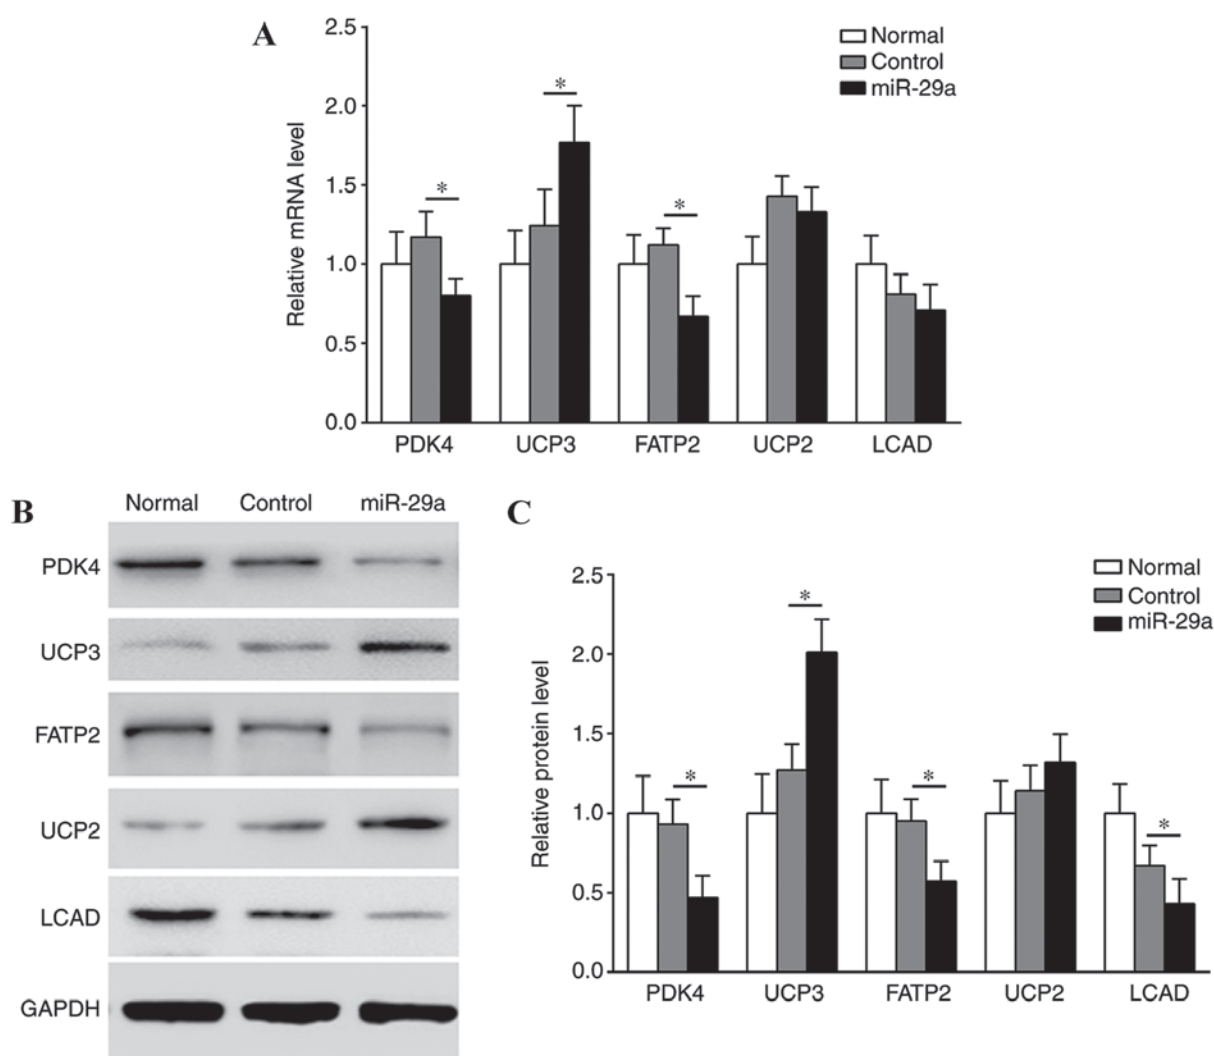 A
Relative mRNA level
2.5
2.0
1.5
1.0
0.5
0.0
Normal
Control
miR-29a
*
*
*
PDK4 UCP3 FATP2 UCP2 LCAD
B
Normal Control miR-29a
PDK4
UCP3
FATP2
UCP2
LCAD
GAPDH
C
Relative protein level
2.5
2.0
1.5
1.0
0.5
0.0
Normal
Control
miR-29a
*
*
*
*
PDK4 UCP3 FATP2 UCP2 LCAD